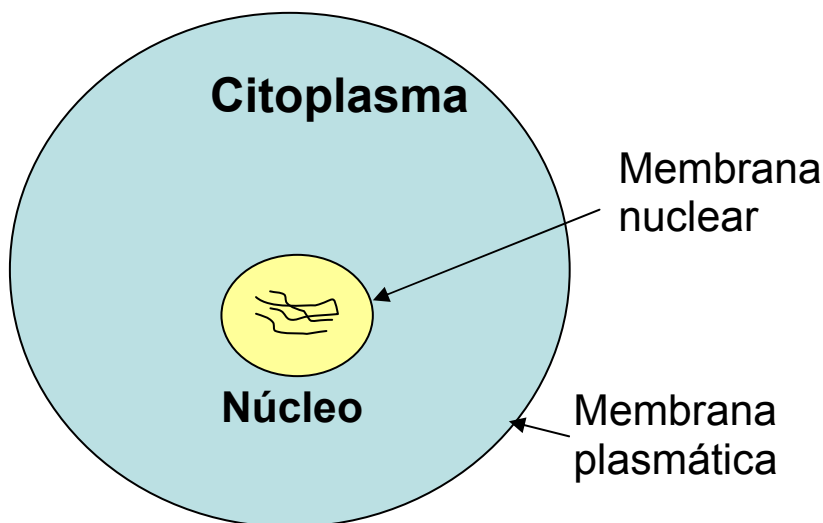 Citoplasma
Membrana
nuclear
Núcleo
Membrana
plasmática